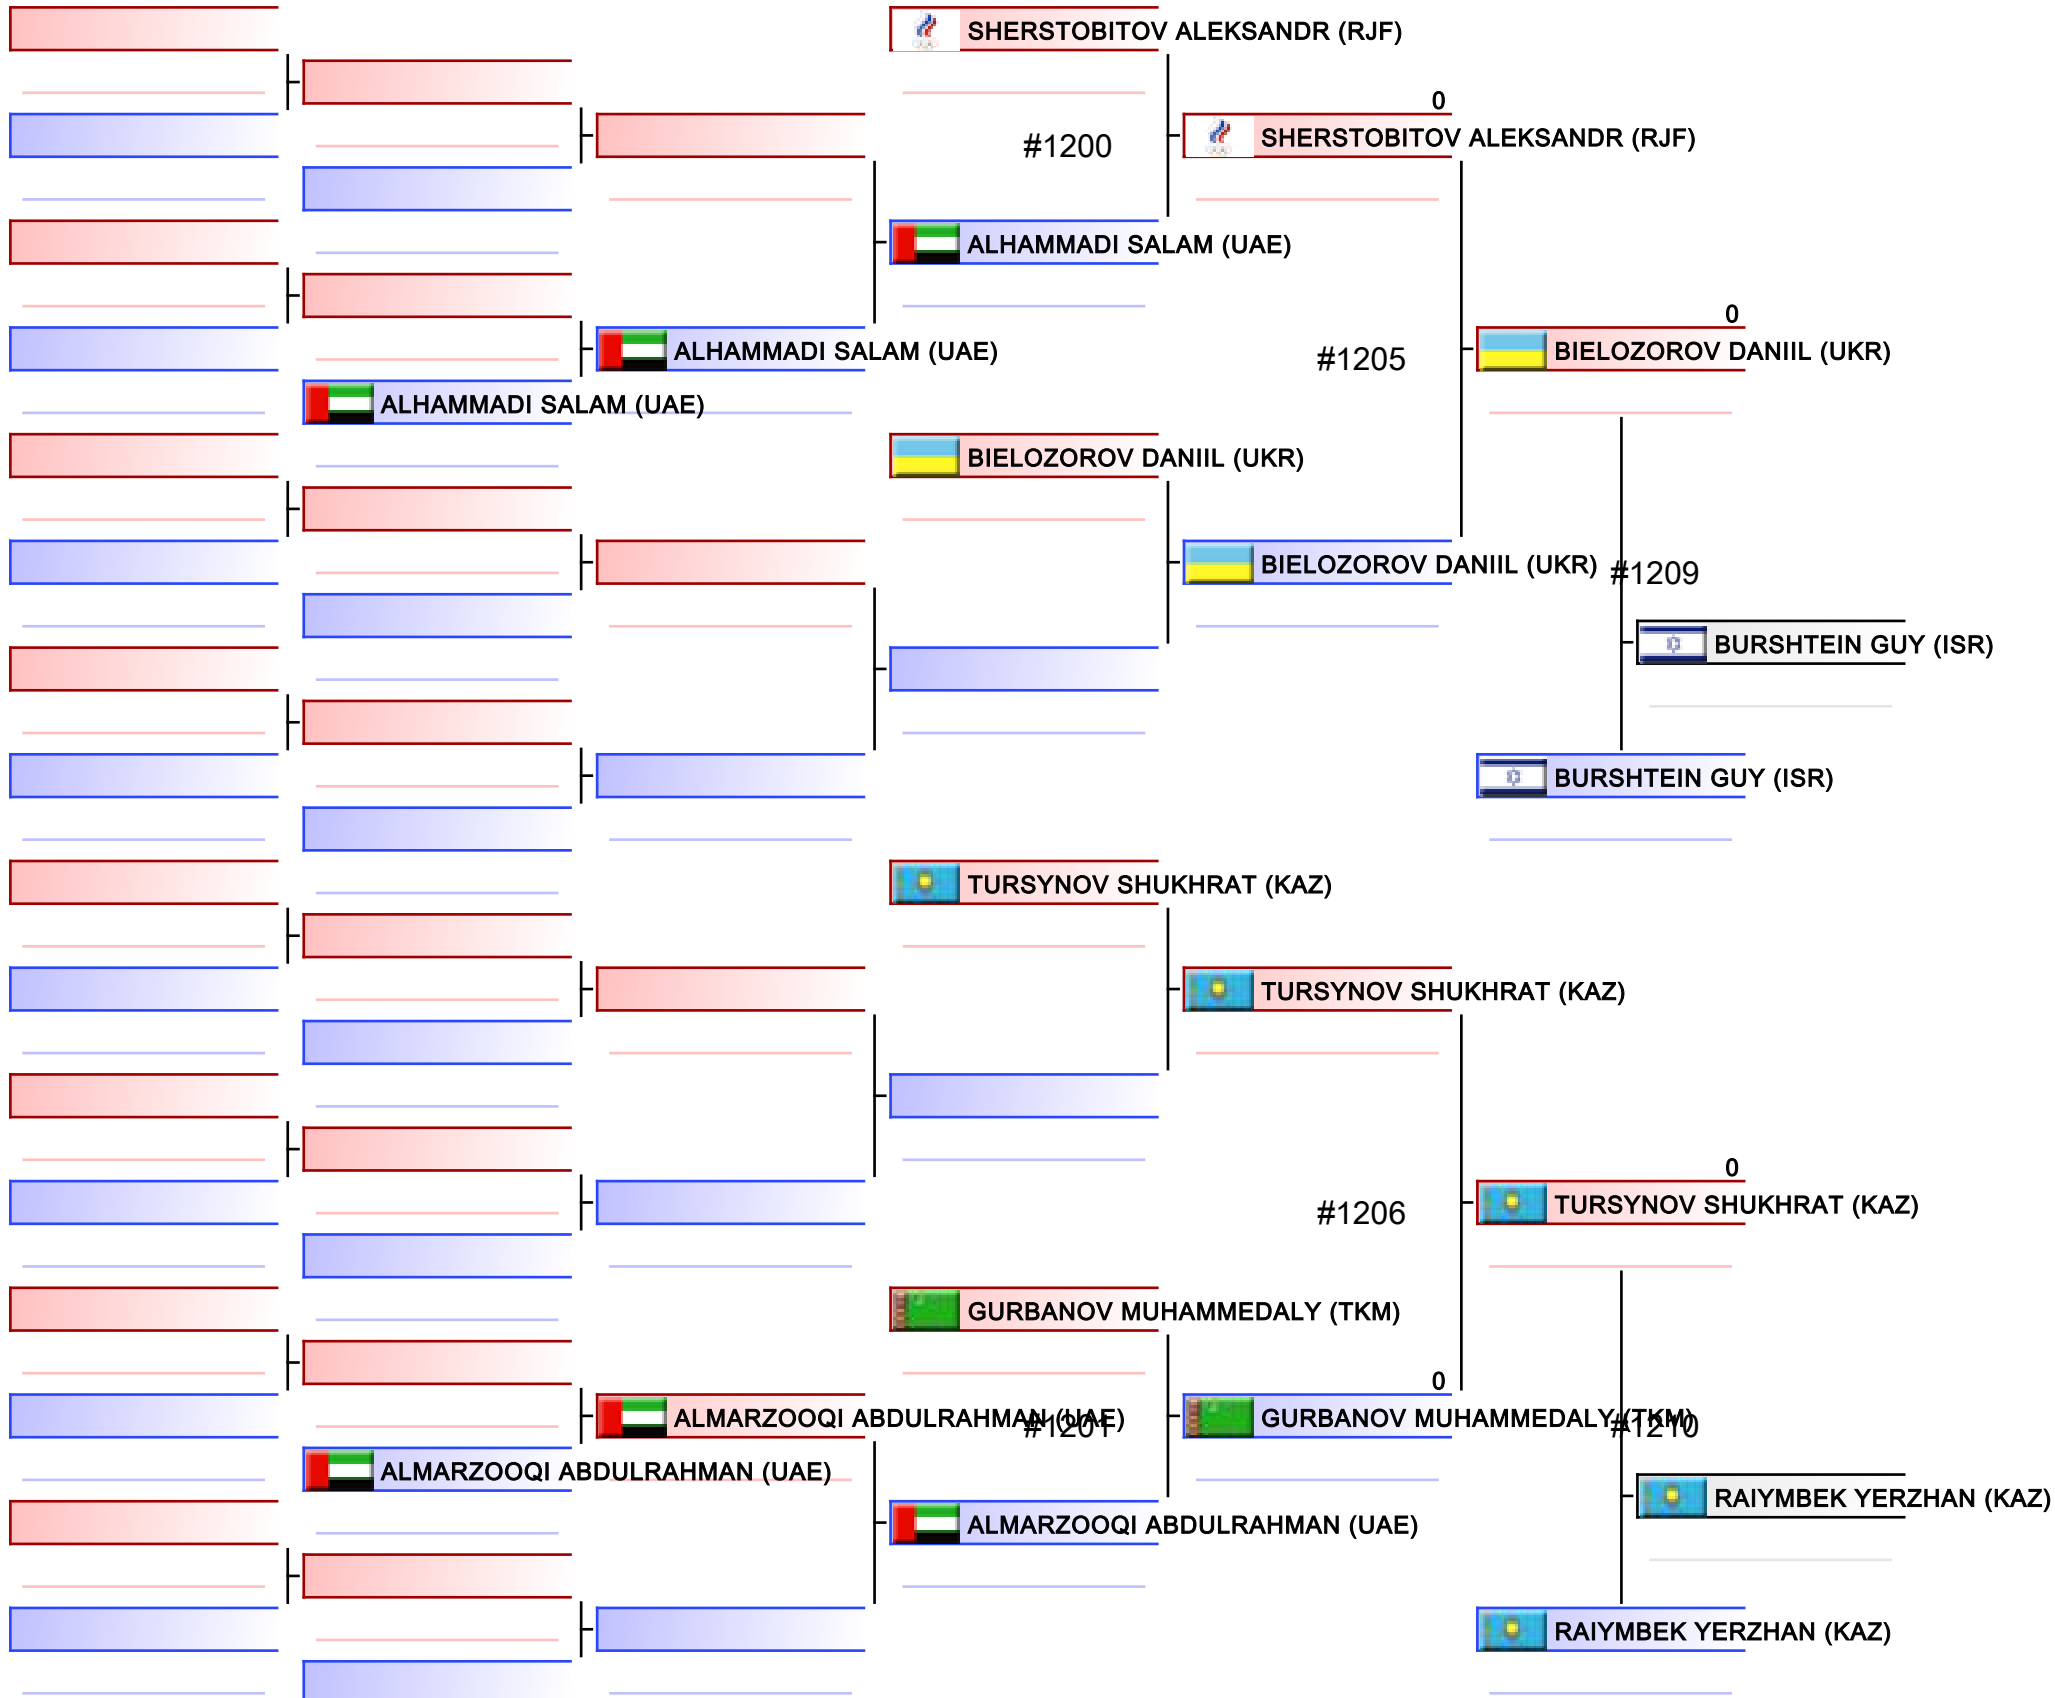 SHERSTOBITOV ALEKSANDR (RJF)
0
#1200
SHERSTOBITOV ALEKSANDR (RJF)
ALHAMMADI SALAM (UAE)
0
ALHAMMADI SALAM (UAE)
#1205
BIELOZOROV DANIIL (UKR)
ALHAMMADI SALAM (UAE)
BIELOZOROV DANIIL (UKR)
BIELOZOROV DANIIL (UKR)
#1209
BURSHTEIN GUY (ISR)
BURSHTEIN GUY (ISR)
TURSYNOV SHUKHRAT (KAZ)
TURSYNOV SHUKHRAT (KAZ)
0
#1206
TURSYNOV SHUKHRAT (KAZ)
GURBANOV MUHAMMEDALY (TKM)
0
ALMARZOOQI ABDULRAHMAN (UAE)
#1201
GURBANOV MUHAMMEDALY (TKM)
#1210
ALMARZOOQI ABDULRAHMAN (UAE)
RAIYMBEK YERZHAN (KAZ)
ALMARZOOQI ABDULRAHMAN (UAE)
RAIYMBEK YERZHAN (KAZ)